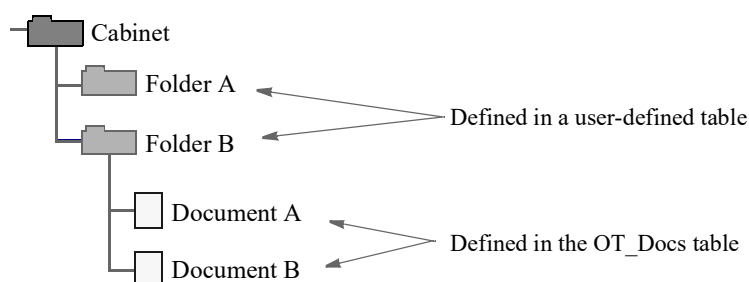 Cabinet
Folder A
Defined in a user-defined table
Folder B
Document A
Defined in the OT_Docs table
Document B